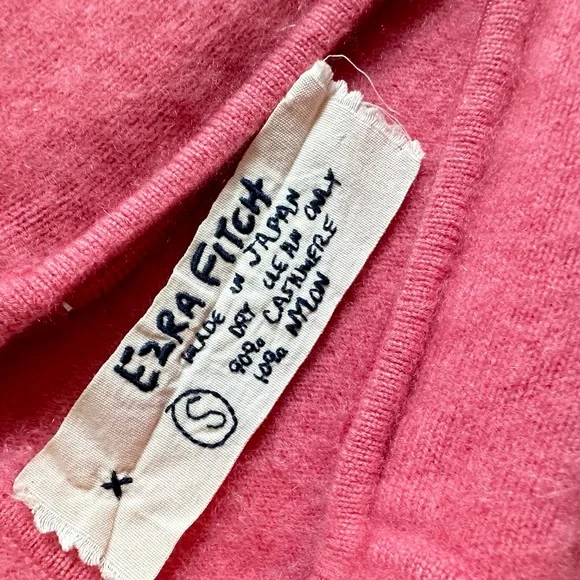 EZRA FITCH
MADE IN JAPAN
DRY CLEAN ONLY
90% CASHMERE
10% NYLON
S
X